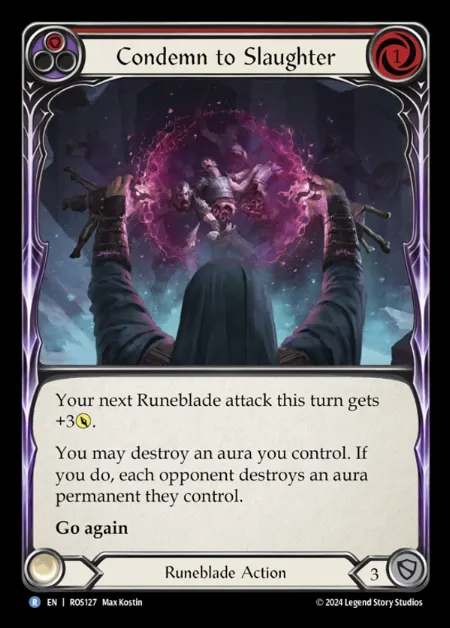 Condemn to Slaughter
1
Your next Runeblade attack this turn gets
+3.
You may destroy an aura you control. If
you do, each opponent destroys an aura
permanent they control.
Go again
Runeblade Action
3
R EN | ROS127 Max Kostin
© 2024 Legend Story Studios